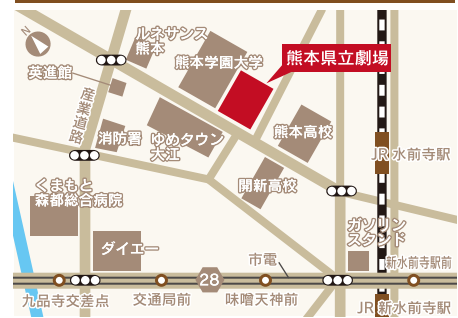 N
ルネサンス
熊本
熊本学園大学
熊本県立劇場
英進館
産業道路
消防署
ゆめタウン
大江
熊本高校
JR水前寺駅
くまもと
森都総合病院
開新高校
ガソリン
スタンド
ダイエー
市電
新水前寺駅前
28
九品寺交差点
交通局前
味噌天神前
JR新水前寺駅